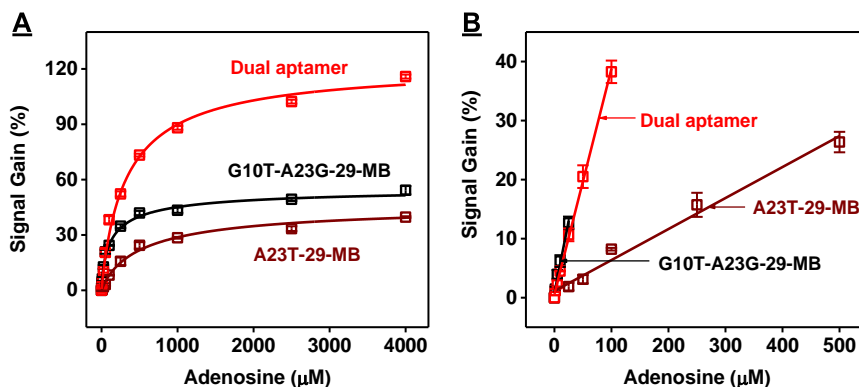 A
Signal Gain (%)
120
90
60
30
0
Dual aptamer
G10T-A23G-29-MB
A23T-29-MB
0 1000 2000 3000 4000
Adenosine (μM)
B
Signal Gain (%)
40
30
20
10
0
Dual aptamer
A23T-29-MB
G10T-A23G-29-MB
0 100 200 300 400 500
Adenosine (μM)